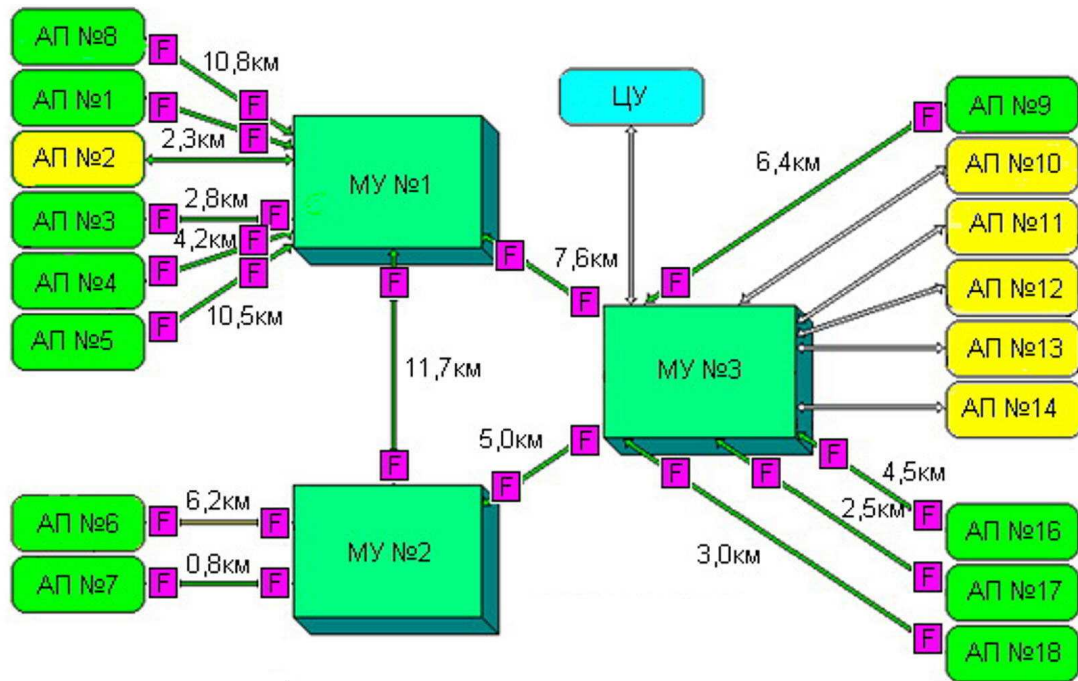 АП №8
F
10,8км
F
АП №1
F
F
2,3км
АП №2
АП №3
F
2,8км
F
АП №4
F
4,2км
F
АП №5
F
10,5км
F
МУ №1
F
7,6км
F
F
11,7км
F
ЦУ
МУ №3
F
6,4км
F
АП №9
АП №10
АП №11
АП №12
АП №13
АП №14
F
5,0км
F
АП №6
F
6,2км
F
АП №7
F
0,8км
F
МУ №2
F
4,5км
F
АП №16
F
2,5км
F
АП №17
F
3,0км
F
АП №18